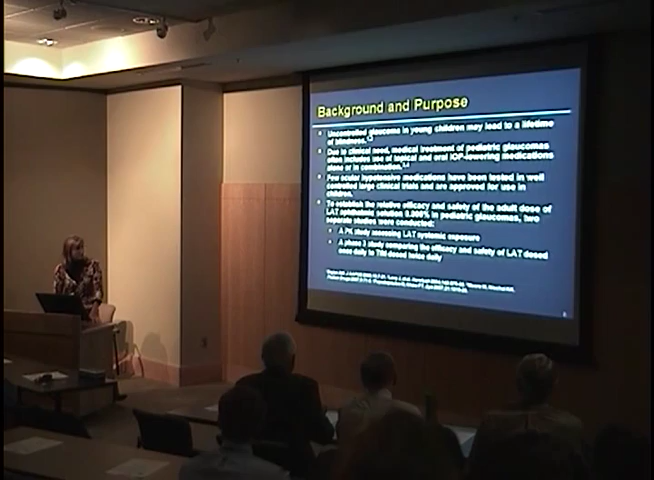 Background and Purpose
Uncontrolled glaucoma in young children may lead to a lifetime
of blindness.
Due to clinical need, medical treatment of pediatric glaucomas
often includes use of topical and oral IOP-lowering medications
alone or in combination.
Few ocular hypotensive medications have been tested in well
controlled large clinical trials and are approved for use in
children.
To establish the relative efficacy and safety of the adult dose of
LAT ophthalmic solution 0.005% in pediatric glaucomas, two
separate studies were conducted:
A PK study assessing LAT systemic exposure
A phase 3 study comparing the efficacy and safety of LAT dosed
once daily to TIM dosed twice daily